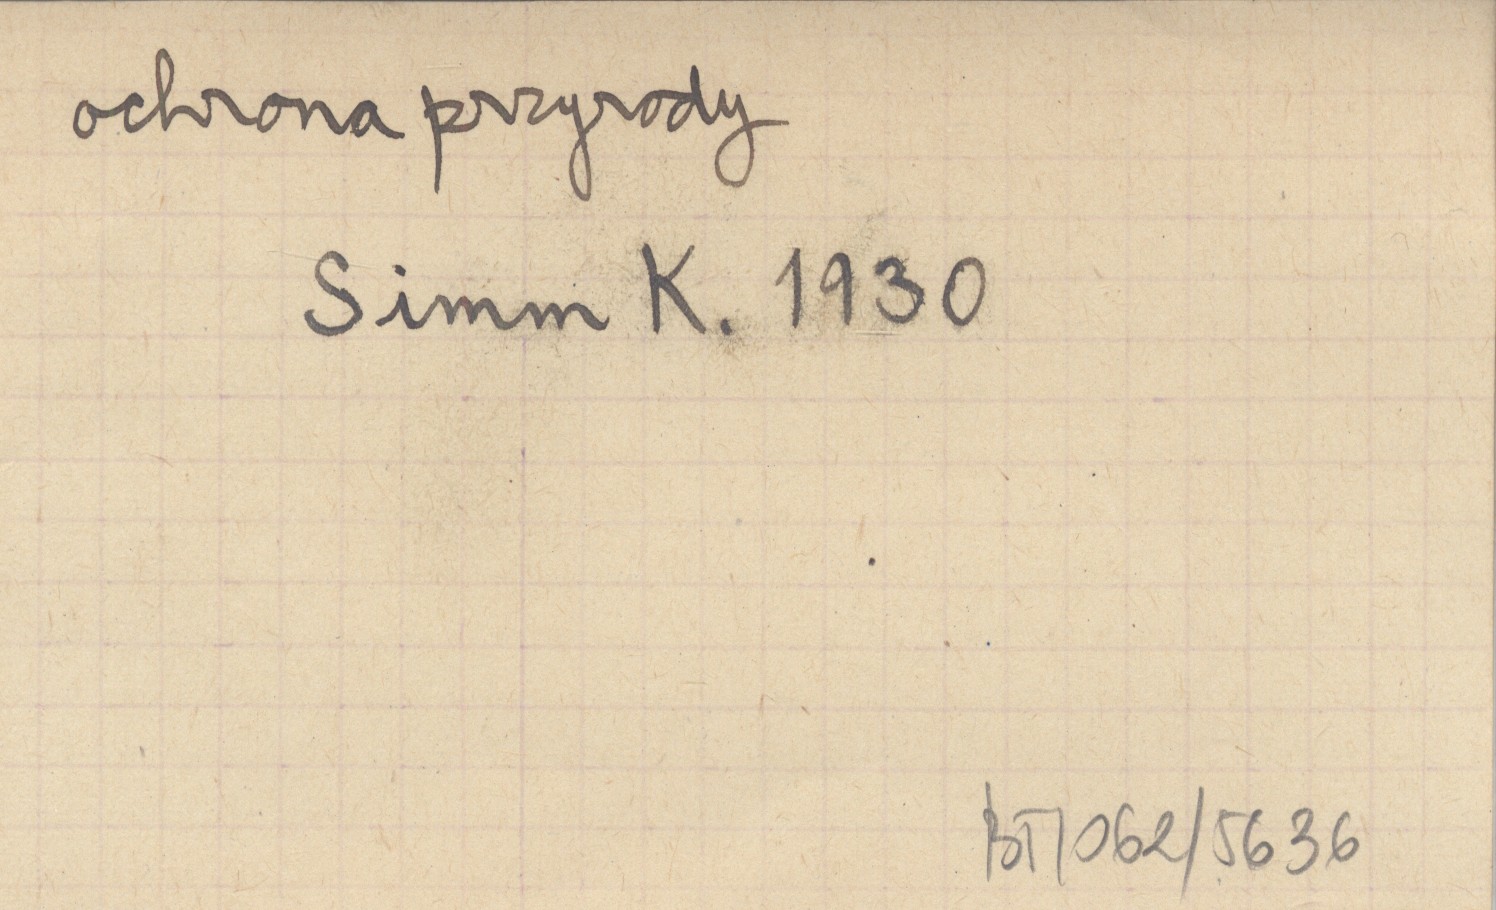 ochrona przyrody
Simm K. 1930
BT/062/5636